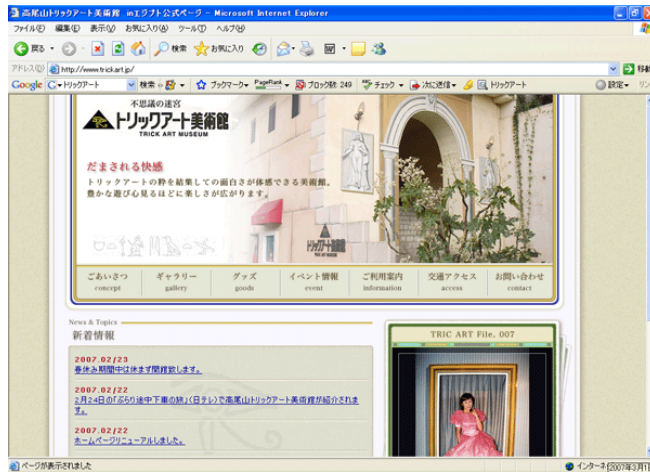 高尾山トリックアート美術館 inエジプト公式ページ - Microsoft Internet Explorer
ファイル(F) 編集(E) 表示(V) お気に入り(A) ツール(T) ヘルプ(H)
戻る 検索 お気に入り
アドレス(D) http://www.trickart.jp/ 移動
Google トリックアート 検索 ブックマーク PageRank ブロック数: 249 チェック 次に送信 トリックアート 設定
不思議の迷宮
トリックアート美術館
TRICK ART MUSEUM
だまされる快感
トリックアートの粋を結集しての面白さが体感できる美術館。
豊かな遊び心見るほどに楽しさが広がります。
トリックアート美術館
ごあいさつ ギャラリー グッズ イベント情報 ご利用案内 交通アクセス お問い合わせ
concept gallery goods event information access contact
News & Topics
新着情報
TRIC ART File. 007
2007.02/23
春休み期間中は休まず開館致します。
2007.02/22
2月24日の「ぶらり途中下車の旅」(日テレ)で高尾山トリックアート美術館が紹介されま
す。
2007.02/22
ホームページリニューアルしました。
ページが表示されました インターネ
2007年3月1